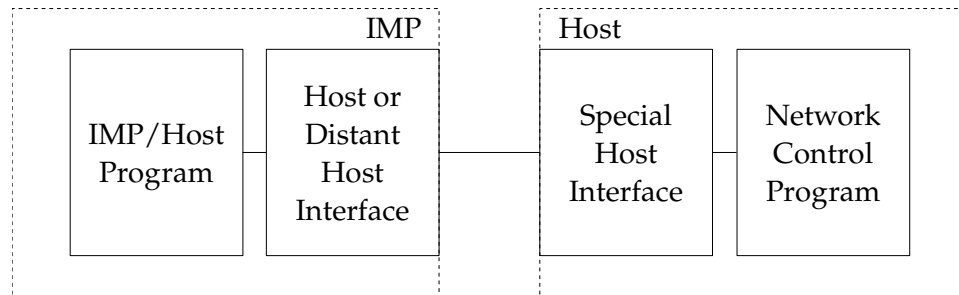 IMP
Host
IMP/Host
Program
Host or
Distant
Host
Interface
Special
Host
Interface
Network
Control
Program